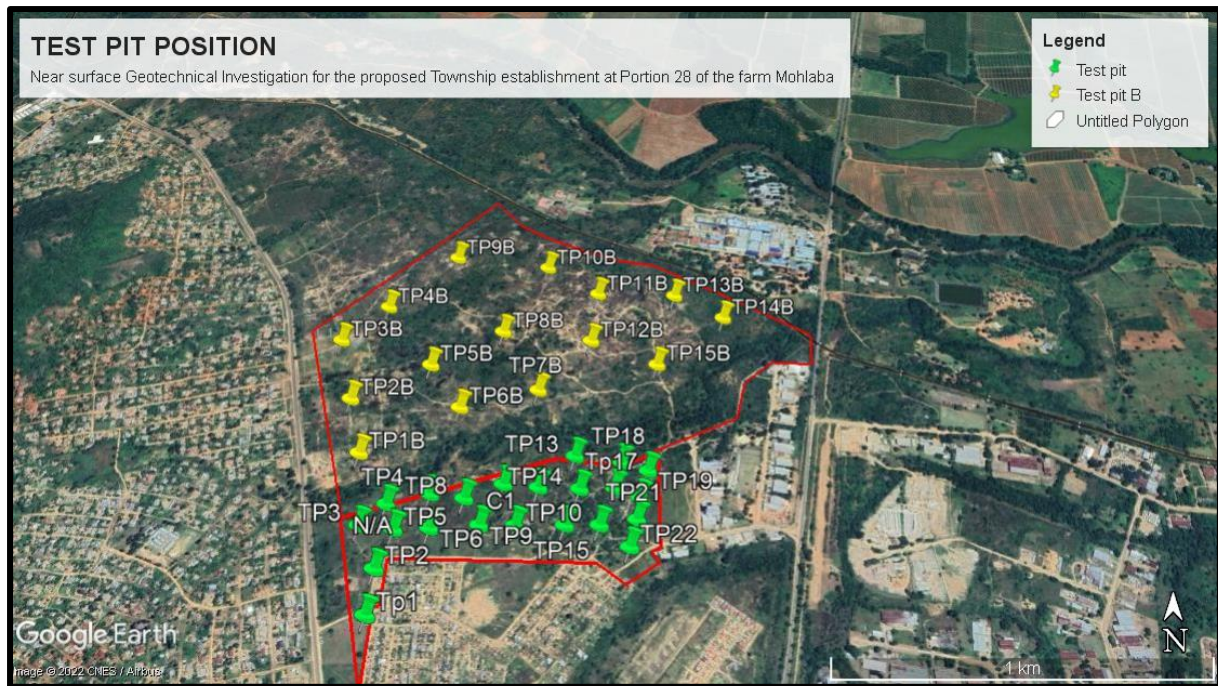 TEST PIT POSITION
Near surface Geotechnical Investigation for the proposed Township establishment at Portion 28 of the farm Mohlaba
Legend
Test pit
Test pit B
Untitled Polygon
TP9B
TP10B
TP11B
TP13B
TP4B
TP14B
TP3B
TP8B
TP12B
TP5B
TP15B
TP7B
TP2B
TP6B
TP1B
TP13
TP18
Tp17
TP4
TP8
TP14
TP19
TP21
C1
TP3
N/A
TP5
TP10
TP6
TP9
TP15
TP22
TP2
Tp1
Google Earth
Image © 2022 CNES / Airbus
1 km
N